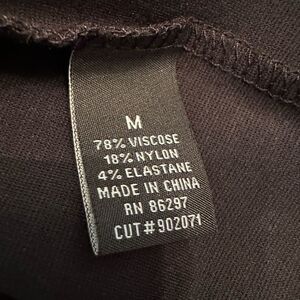 M
78% VISCOSE
18% NYLON
4% ELASTANE
MADE IN CHINA
RN 86297
CUT#902071